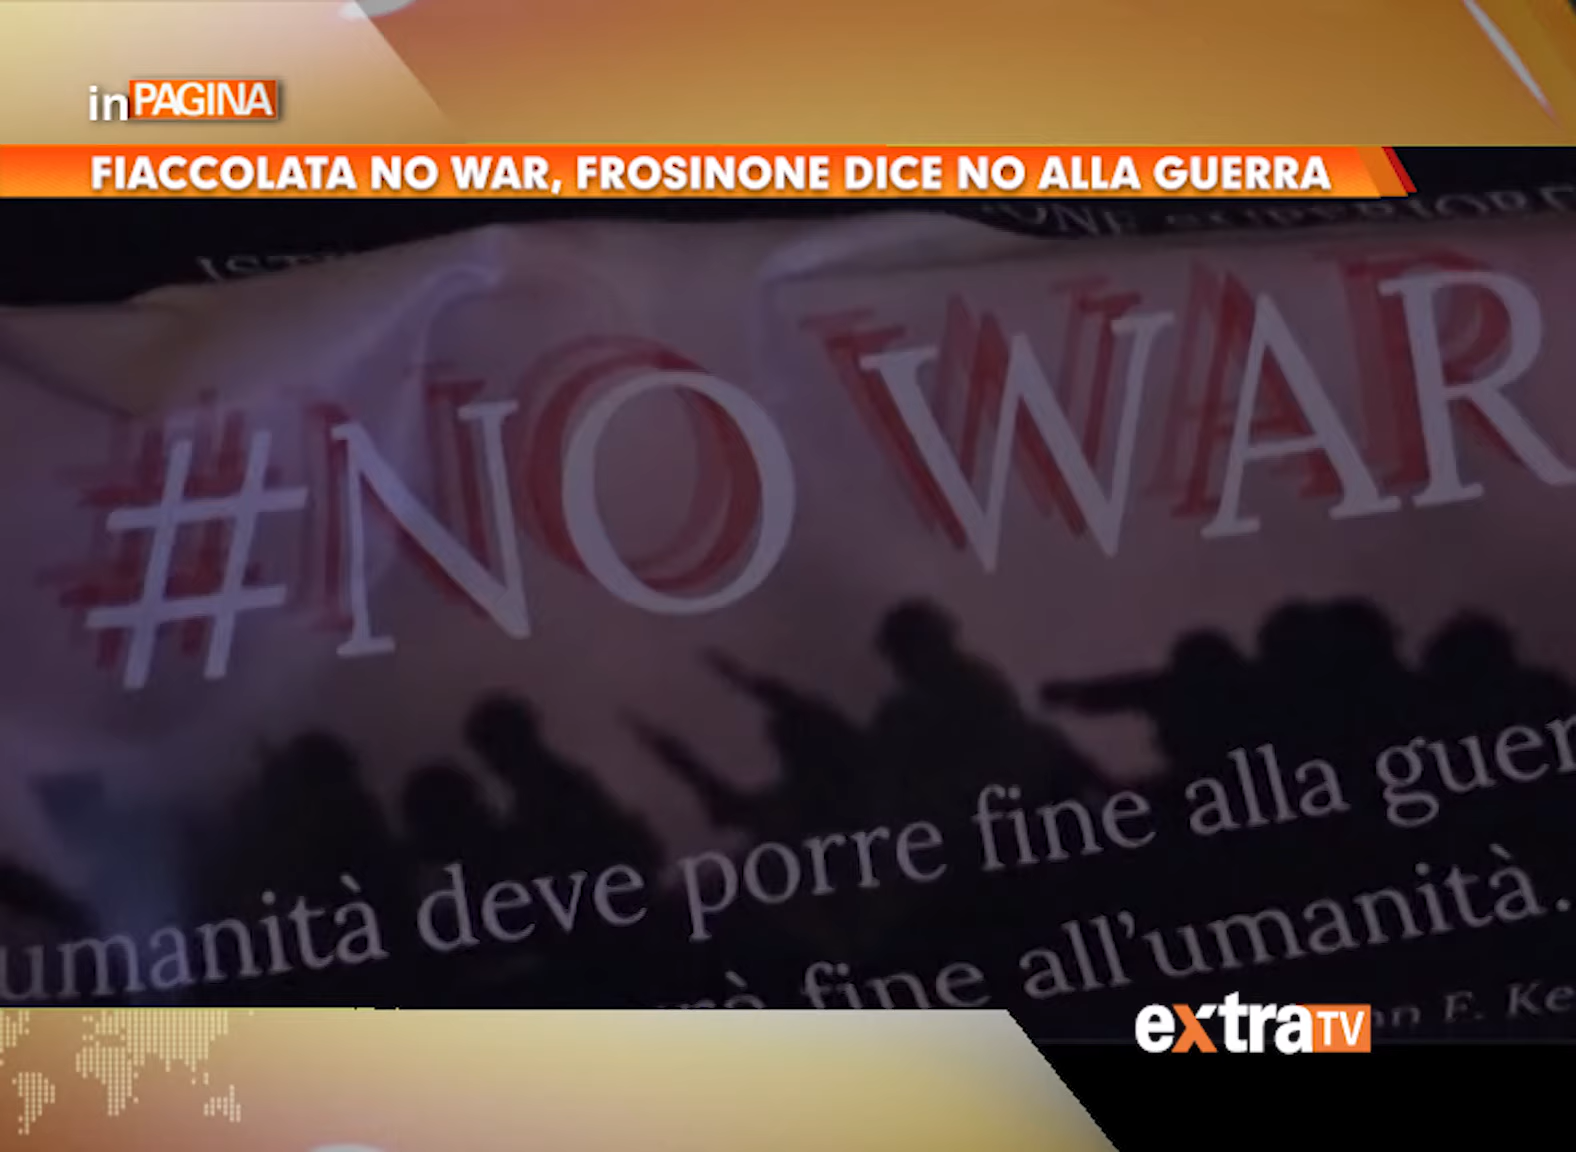 inPAGINA
FIACCOLATA NO WAR, FROSINONE DICE NO ALLA GUERRA
#NO WAR
umanità deve porre fine alla guer
fine all'umanità.
F. Ke
extraTV